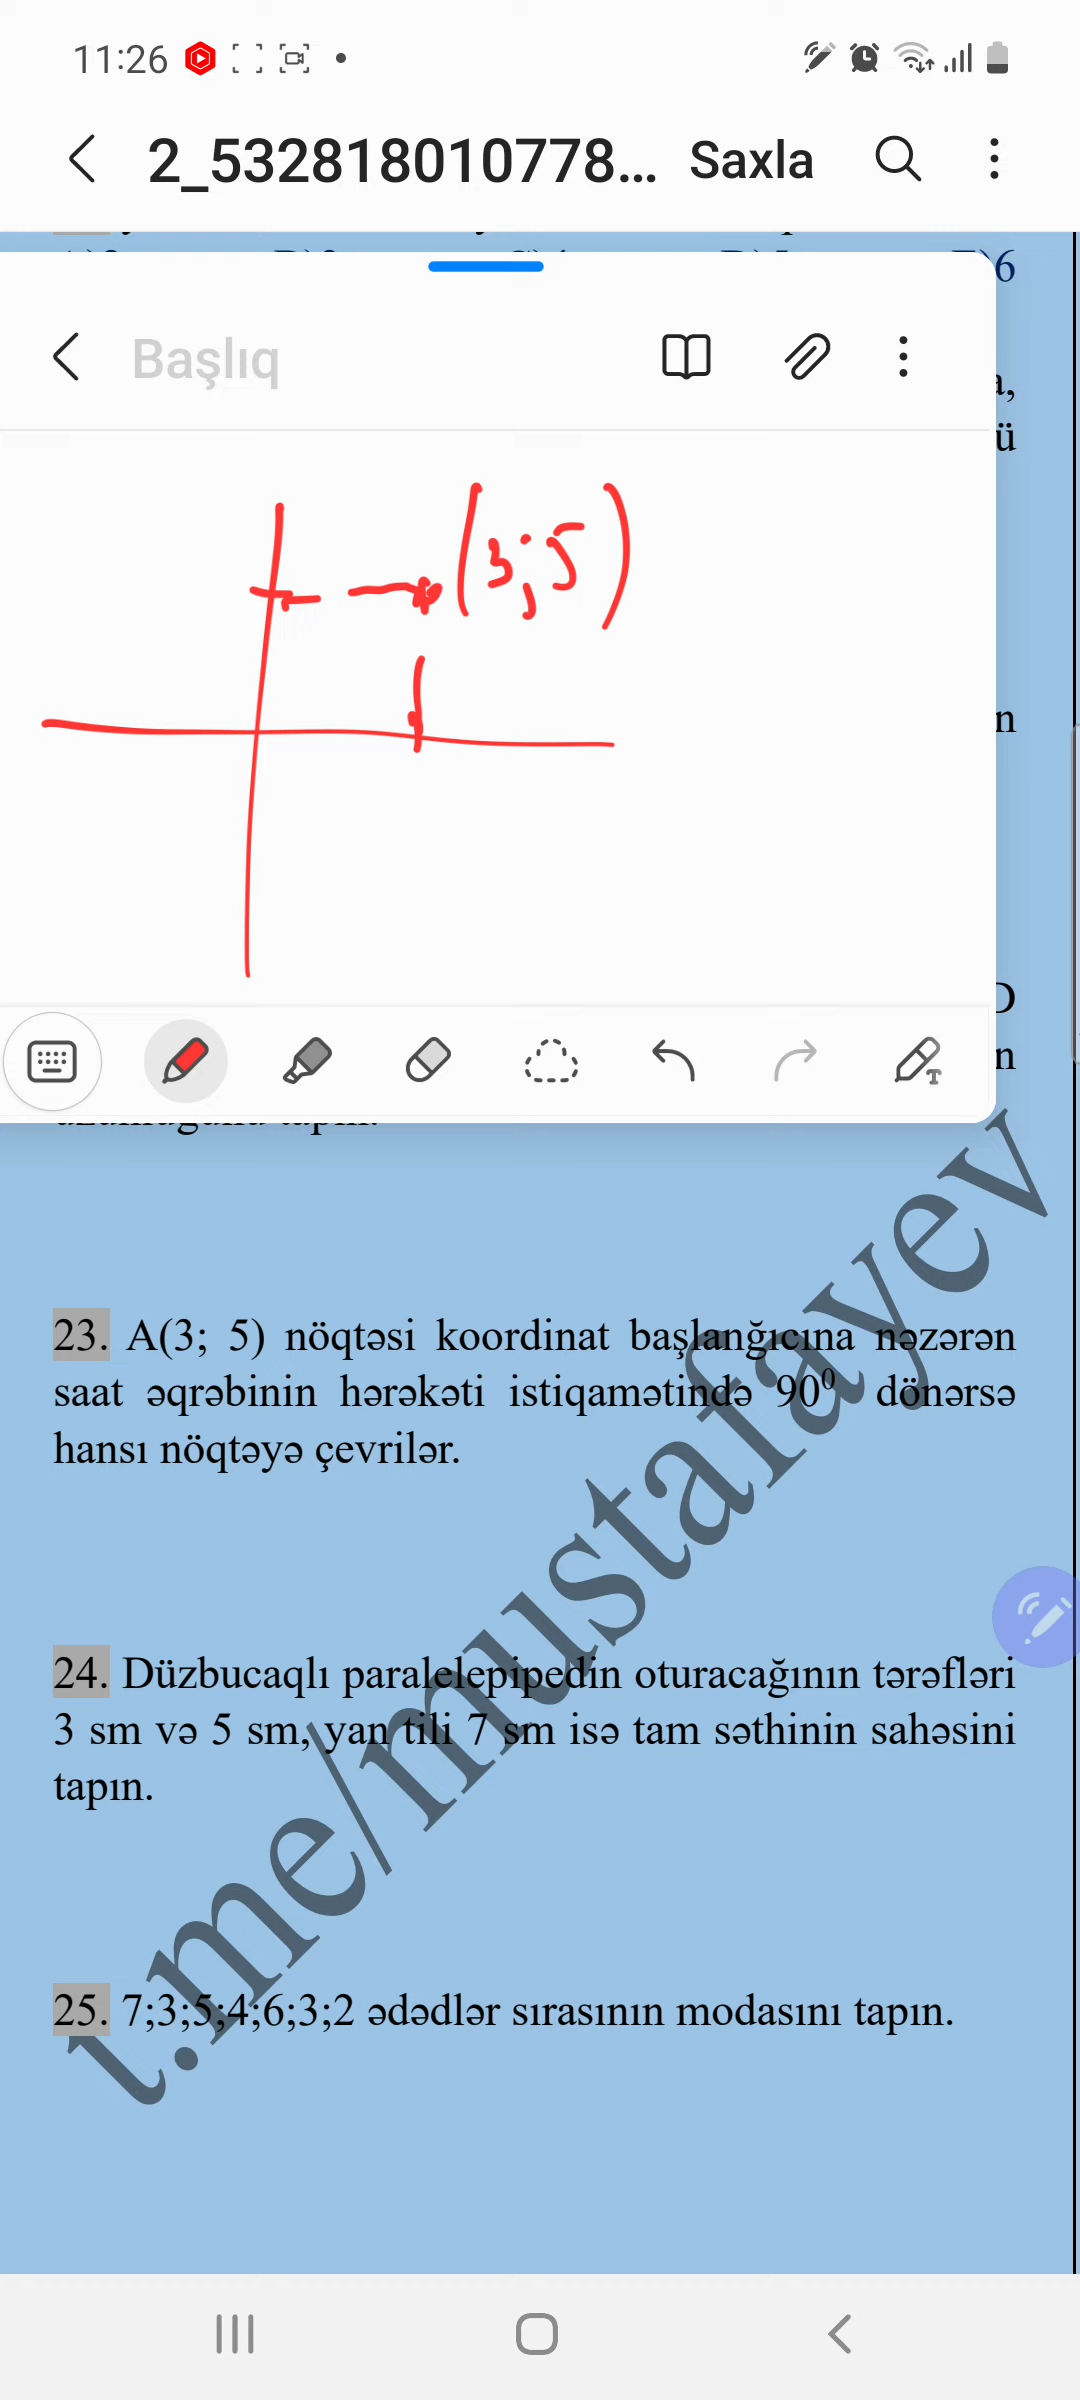 11:26
2_532818010778... Saxla
6
Başlıq
ü
(3;5)
n
n
23. A(3; 5) nöqtəsi koordinat başlanğıcına nəzərən
saat əqrəbinin hərəkəti istiqamətində 90⁰ dönərsə
hansı nöqtəyə çevrilər.
24. Düzbucaqlı paralelepipedin oturacağının tərəfləri
3 sm və 5 sm, yan tili 7 sm isə tam səthinin sahəsini
tapın.
25. 7;3;5;4;6;3;2 ədədlər sırasının modasını tapın.
t.me/mustafayev